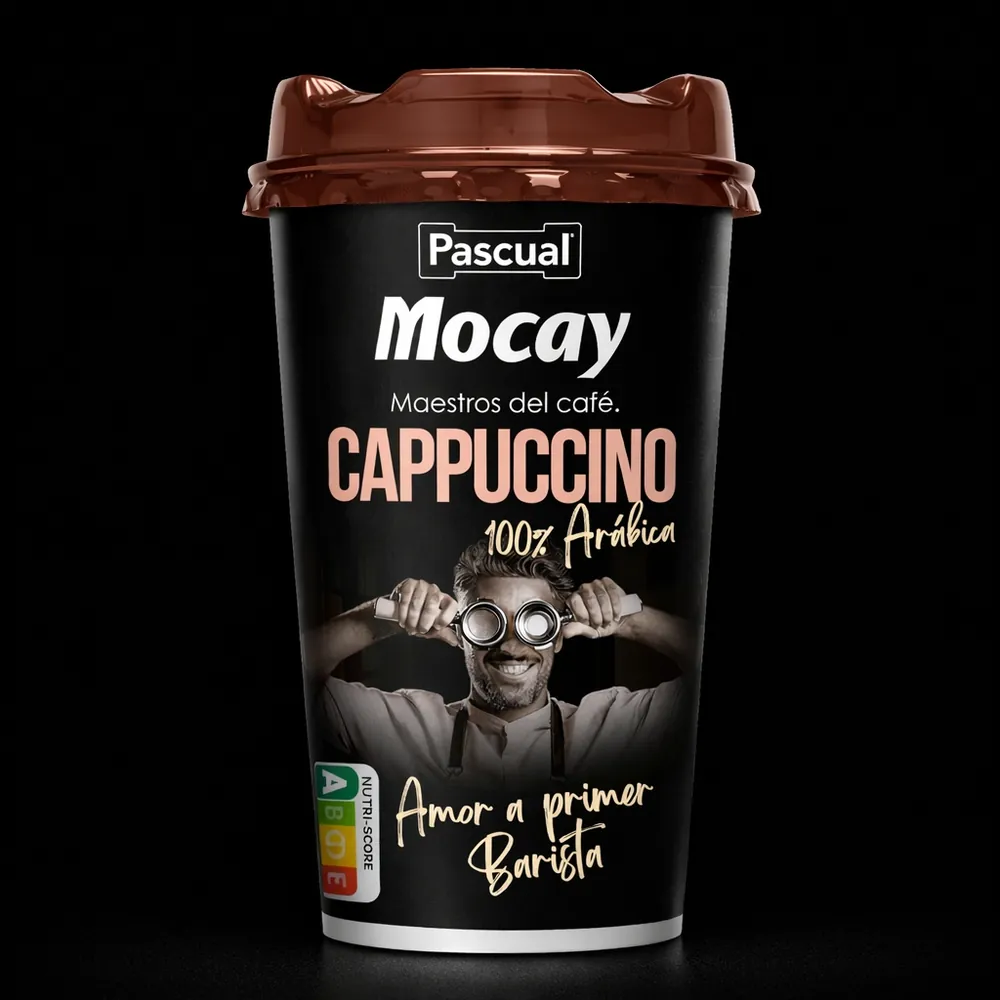 Pascual
Mocay
Maestros del café.
CAPPUCCINO
100% Arábica
NUTRI-SCORE
A
B
E
Amor a primer
Barista